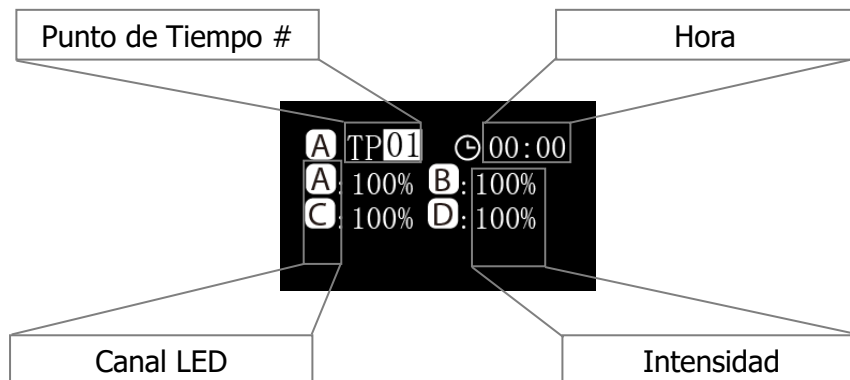 Punto de Tiempo #
Hora
A TP01 00:00
A: 100% B: 100%
C: 100% D: 100%
Canal LED
Intensidad